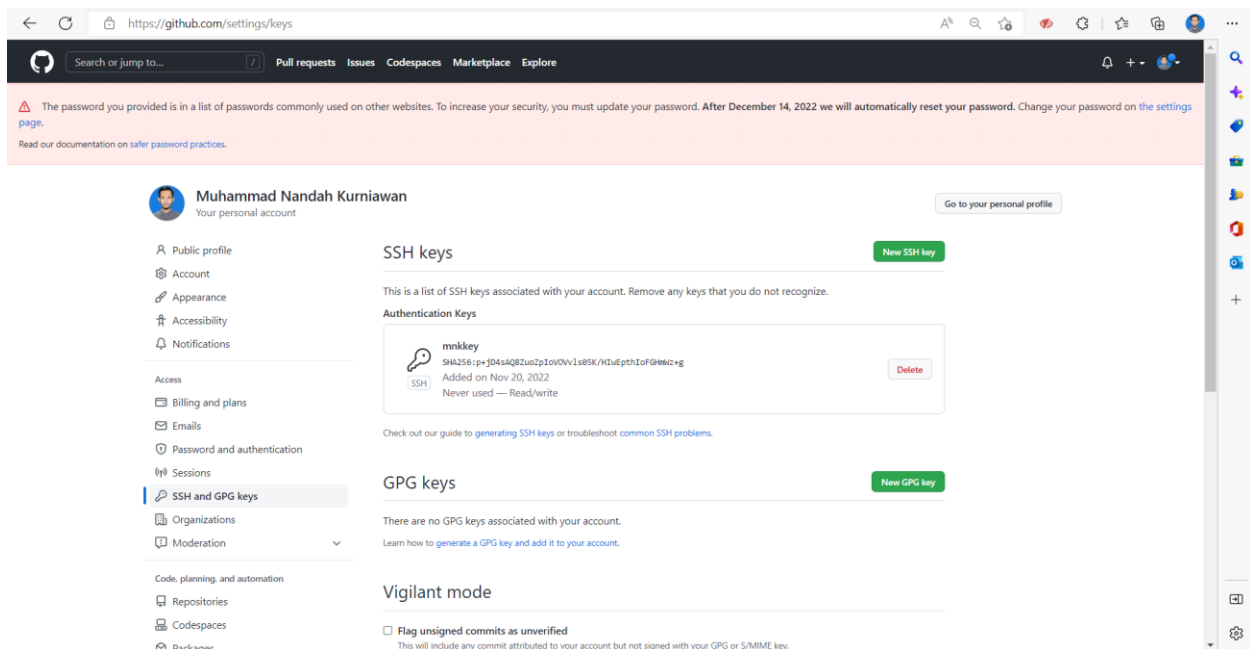 https://github.com/settings/keys
Search or jump to... /
Pull requests Issues Codespaces Marketplace Explore
The password you provided is in a list of passwords commonly used on other websites. To increase your security, you must update your password. After December 14, 2022 we will automatically reset your password. Change your password on the settings
page.
Read our documentation on safer password practices.
Muhammad Nandah Kurniawan
Your personal account
Go to your personal profile
Public profile
Account
Appearance
Accessibility
Notifications
Access
Billing and plans
Emails
Password and authentication
Sessions
SSH and GPG keys
Organizations
Moderation
Code, planning, and automation
Repositories
Codespaces
Packages
SSH keys
New SSH key
This is a list of SSH keys associated with your account. Remove any keys that you do not recognize.
Authentication Keys
mnkkey
SSH
Added on Nov 20, 2022
Never used — Read/write
Delete
Check out our guide to generating SSH keys or troubleshoot common SSH problems.
GPG keys
New GPG key
There are no GPG keys associated with your account.
Learn how to generate a GPG key and add it to your account.
Vigilant mode
Flag unsigned commits as unverified
This will include any commit attributed to your account but not signed with your GPG or S/MIME key.